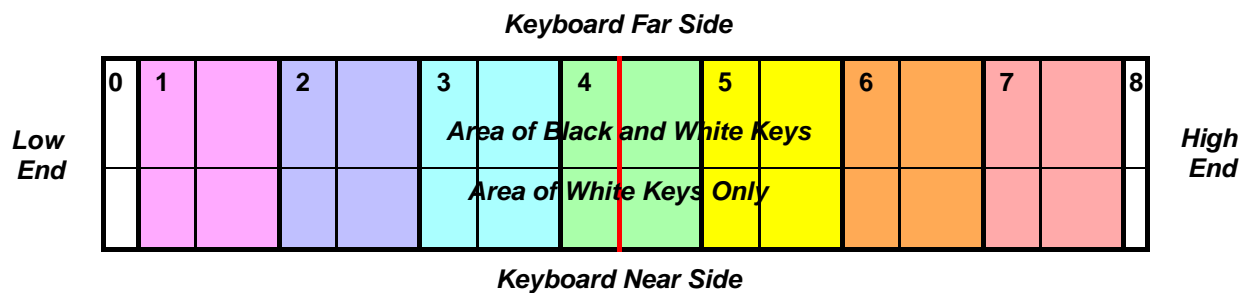 Keyboard Far Side
0 1 2 3 4 5 6 7 8
Area of Black and White Keys
Low
End
High
End
Area of White Keys Only
Keyboard Near Side